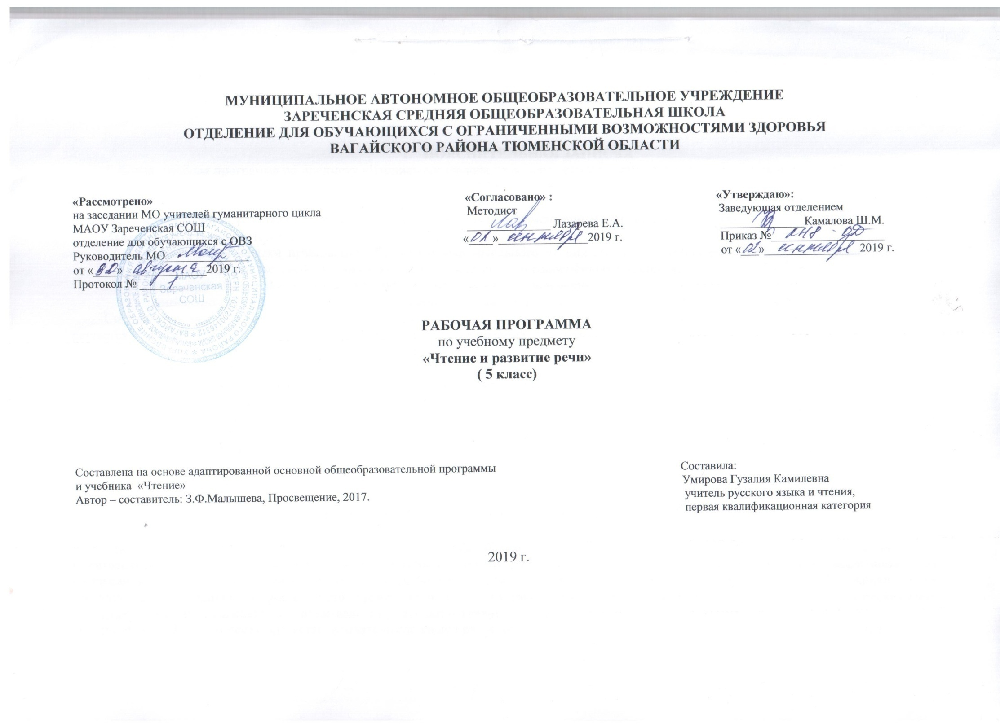 МУНИЦИПАЛЬНОЕ АВТОНОМНОЕ ОБЩЕОБРАЗОВАТЕЛЬНОЕ УЧРЕЖДЕНИЕ
ЗАРЕЧЕНСКАЯ СРЕДНЯЯ ОБЩЕОБРАЗОВАТЕЛЬНАЯ ШКОЛА
ОТДЕЛЕНИЕ ДЛЯ ОБУЧАЮЩИХСЯ С ОГРАНИЧЕННЫМИ ВОЗМОЖНОСТЯМИ ЗДОРОВЬЯ
ВАГАЙСКОГО РАЙОНА ТЮМЕНСКОЙ ОБЛАСТИ
«Рассмотрено»
на заседании МО учителей гуманитарного цикла
МАОУ Зареченская СОШ
отделение для обучающихся с ОВЗ
Руководитель МО
от «30» августа 2019 г.
Протокол № 1
МАОУ
Зареченская
СОШ
«Согласовано» :
Методист
Лазарева Е.А.
«02» сентября 2019 г.
«Утверждаю»:
Заведующая отделением
Камалова Ш.М.
Приказ № 248 - ОД
от «02» сентября 2019 г.
РАБОЧАЯ ПРОГРАММА
по учебному предмету
«Чтение и развитие речи»
( 5 класс)
Составлена на основе адаптированной основной общеобразовательной программы
и учебника «Чтение»
Автор – составитель: З.Ф.Малышева, Просвещение, 2017.
Составила:
Умирова Гузалия Камилевна
учитель русского языка и чтения,
первая квалификационная категория
2019 г.